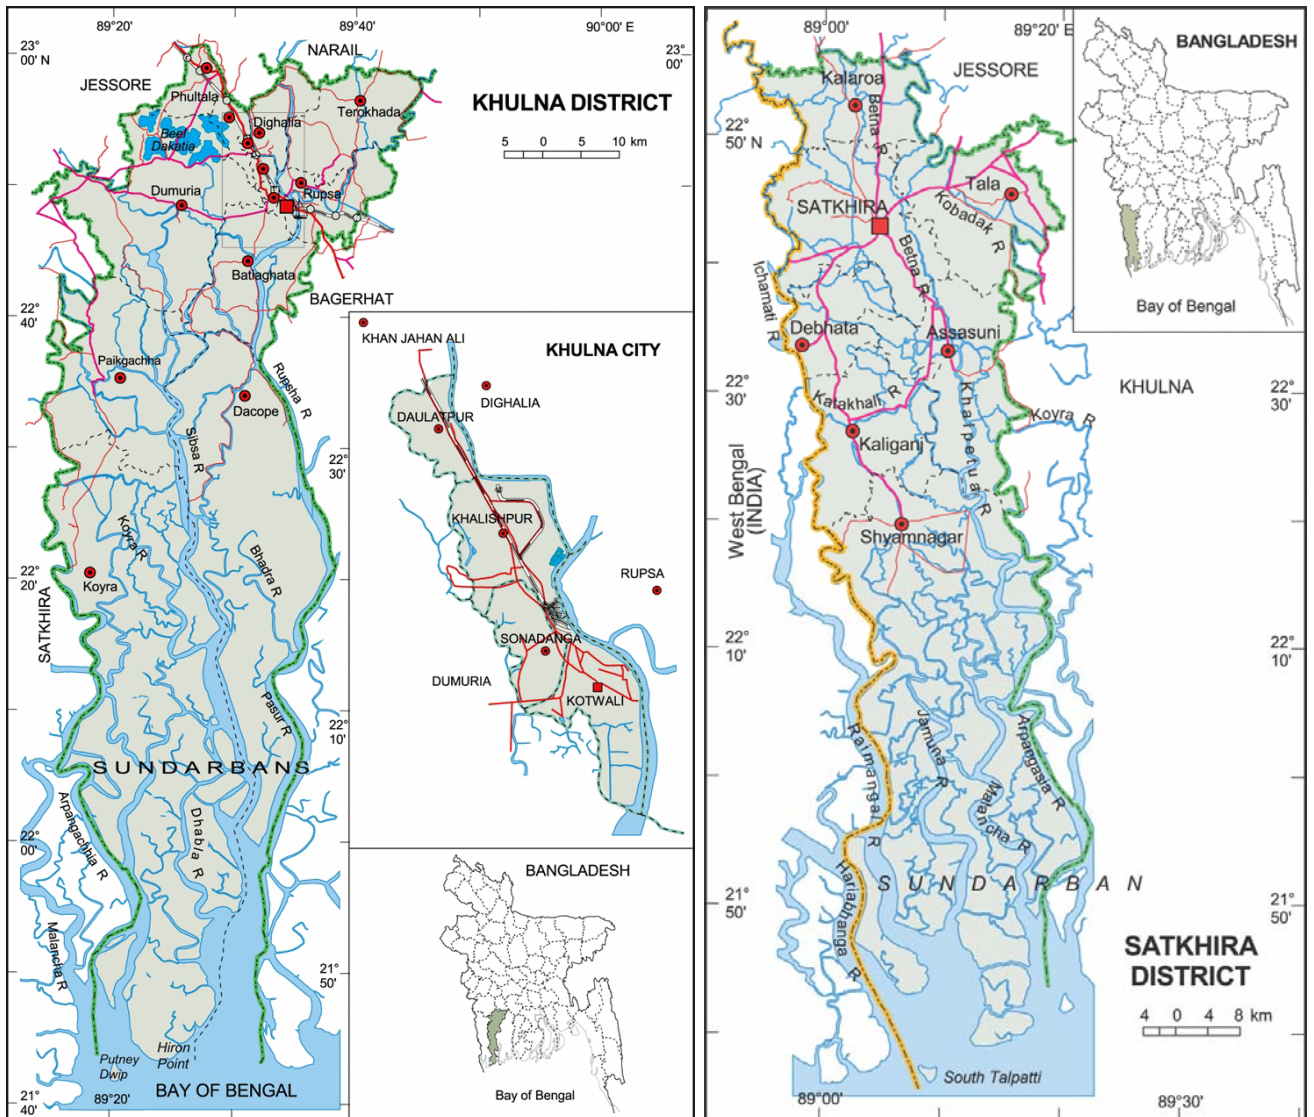 89°20'
89°40'
90°00' E
23°
00' N
23°
00'
NARAIL
JESSORE
Phultala
Dighalia
Terokhada
Beel
Dakatia
KHULNA DISTRICT
5 0 5 10 km
Dumuria
Rupsa
Batiaghata
BAGERHAT
22°
40'
Paikgachha
Dacope
Rupsha R
Sibsa R
22°
30'
Koyra R
Bhadra R
22°
20'
Koyra
SATKHIRA
Pasur R
22°
10'
SUNDARBANS
Arpangachhia R
Dhabla R
22°
00'
Malancha R
21°
50'
Hiron
Point
Putney
Dwip
BAY OF BENGAL
21°
40'
89°20'
KHULNA CITY
KHAN JAHAN ALI
DIGHALIA
DAULATPUR
KHALISHPUR
RUPSA
SONADANGA
DUMURIA
KOTWALI
BANGLADESH
Bay of Bengal
89°00'
89°20' E
BANGLADESH
Bay of Bengal
JESSORE
Kalaroa
Betna R
22°
50' N
Tala
SATKHIRA
Kobadak R
Betna R
Ichamati R
Debhata
Assasuni
KHULNA
22°
30'
22°
30'
Katakhali R
Kholpetua R
Koyra R
Kaliganj
West Bengal
(INDIA)
Shyamnagar
22°
10'
22°
10'
Raimangal R
Jamuna R
Malancha R
Arpangasia R
Hariabhanga R
SUNDARBAN
21°
50'
21°
50'
SATKHIRA
DISTRICT
4 0 4 8 km
South Talpatti
89°00'
89°30'